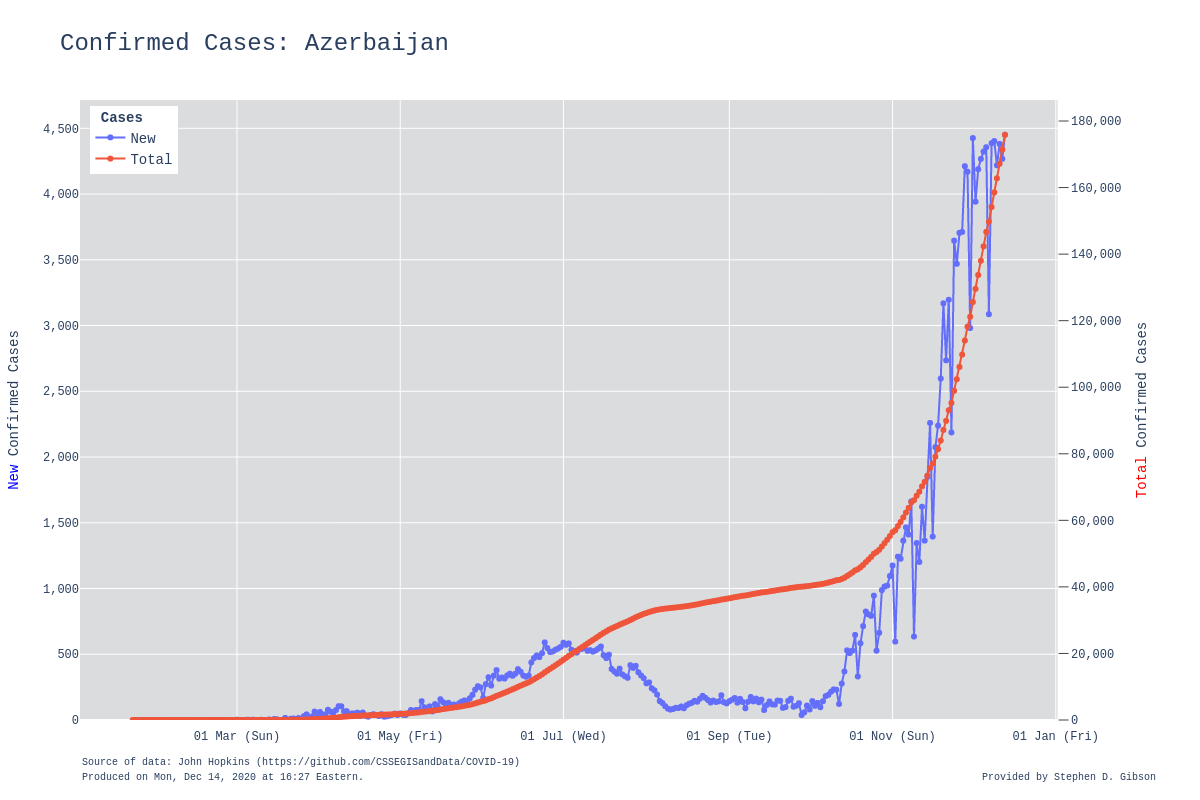 Confirmed Cases: Azerbaijan
Cases
New
Total
4,500
4,000
3,500
3,000
2,500
2,000
1,500
1,000
500
0
New Confirmed Cases
180,000
160,000
140,000
120,000
100,000
80,000
60,000
40,000
20,000
0
Total Confirmed Cases
01 Mar (Sun) 01 May (Fri) 01 Jul (Wed) 01 Sep (Tue) 01 Nov (Sun) 01 Jan (Fri)
Source of data: John Hopkins (https://github.com/CSSEGISandData/COVID-19)
Produced on Mon, Dec 14, 2020 at 16:27 Eastern.
Provided by Stephen D. Gibson